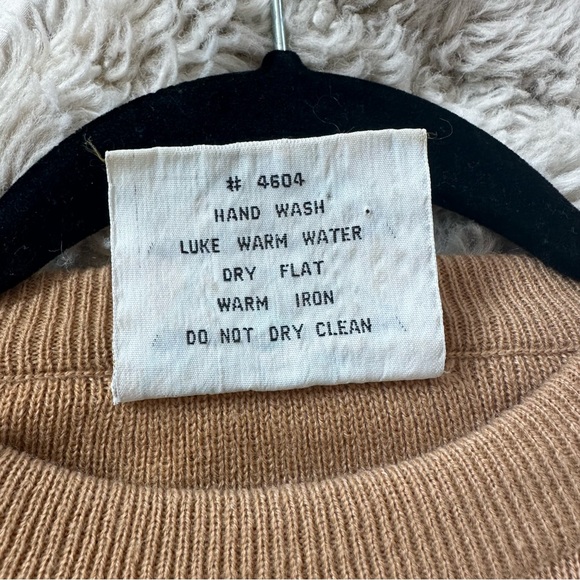 # 4604
HAND WASH
LUKE WARM WATER
DRY FLAT
WARM IRON
DO NOT DRY CLEAN